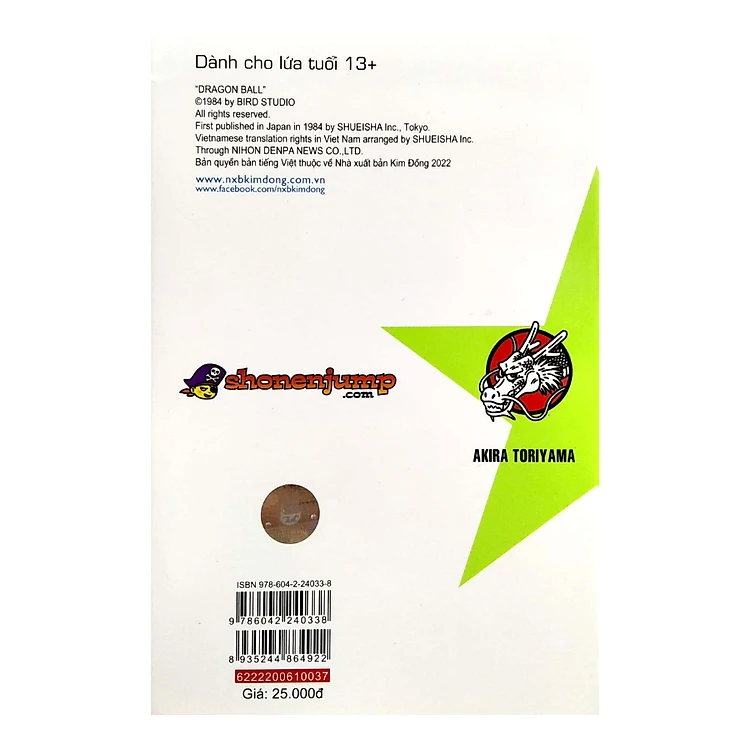 Dành cho lứa tuổi 13+
"DRAGON BALL"
©1984 by BIRD STUDIO
All rights reserved.
First published in Japan in 1984 by SHUEISHA Inc., Tokyo.
Vietnamese translation rights in Viet Nam arranged by SHUEISHA Inc.
Through NIHON DENPA NEWS CO.,LTD.
Bản quyền bản tiếng Việt thuộc về Nhà xuất bản Kim Đồng 2022
www.nxbkimdong.com.vn
www.facebook.com/nxbkimdong
shonenjump
.com
AKIRA TORIYAMA
ISBN 978-604-2-24033-8
9 786042 240338
8 935244 864922
6222200610037
Giá: 25.000đ